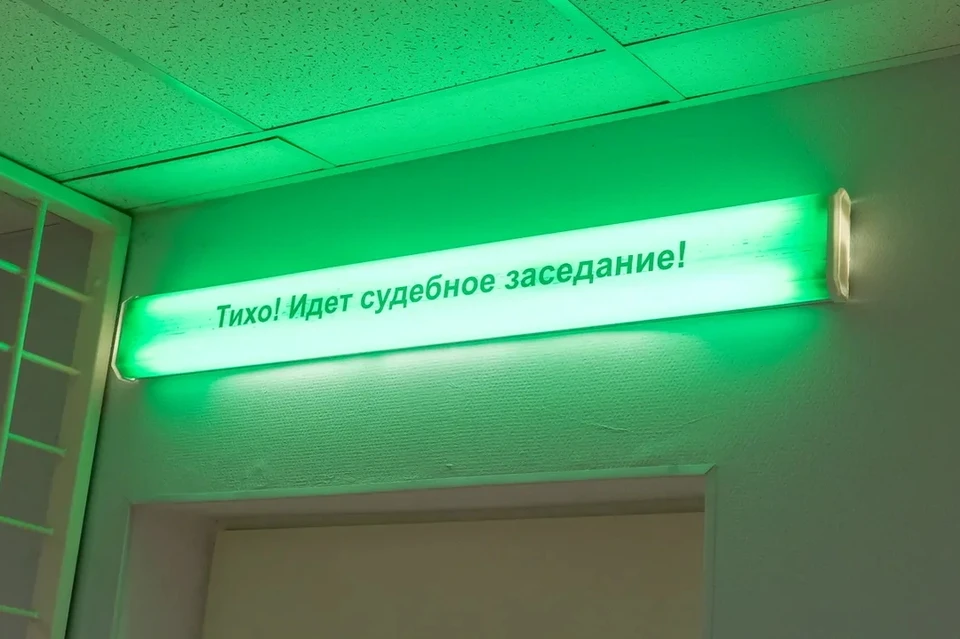 Тихо! Идет судебное заседание!